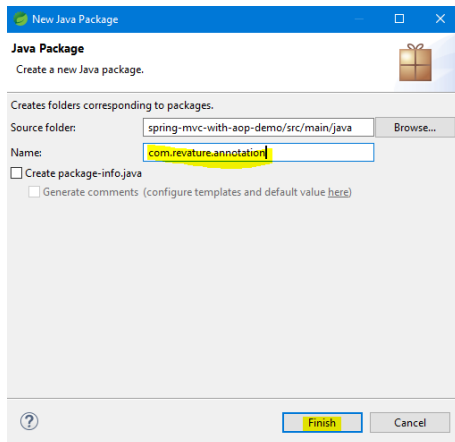 New Java Package
Java Package
Create a new Java package.
Creates folders corresponding to packages.
Source folder: spring-mvc-with-aop-demo/src/main/java Browse...
Name: com.revature.annotation
Create package-info.java
Generate comments (configure templates and default value here)
Finish Cancel